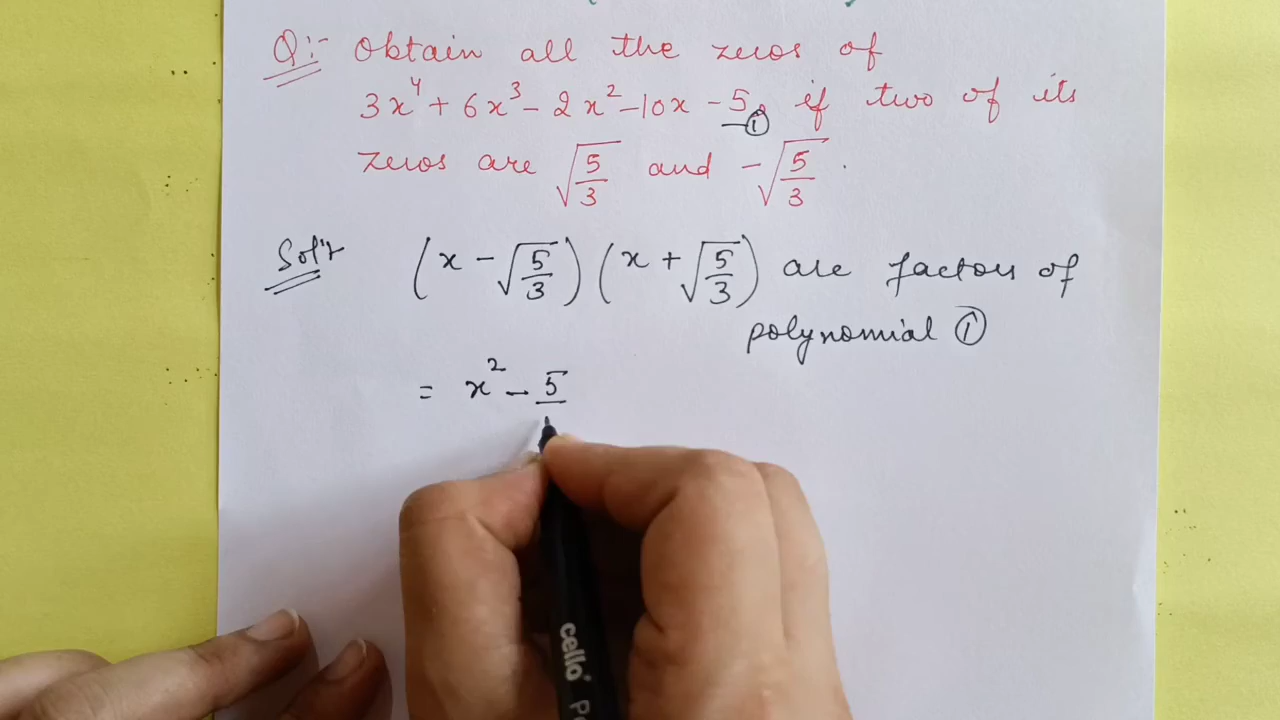 Q:- Obtain all the zeros of
3x⁴ + 6x³ - 2x² - 10x - 5, if two of its
—①
zeros are √(5/3) and -√(5/3).
Sol'n (x - √(5/3)) (x + √(5/3)) are factors of
polynomial ①
= x² - 5
cello